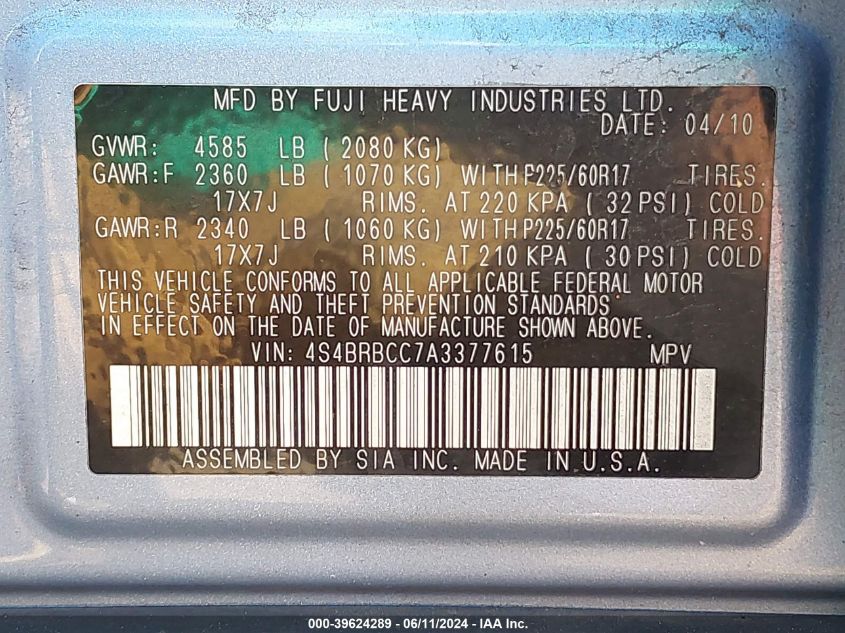 MFD BY FUJI HEAVY INDUSTRIES LTD.
DATE: 04/10
GVWR: 4585 LB ( 2080 KG)
GAWR:F 2360 LB ( 1070 KG) WITH P225/60R17 TIRES.
17X7J RIMS. AT 220 KPA ( 32 PSI) COLD
GAWR:R 2340 LB ( 1060 KG) WITH P225/60R17 TIRES.
17X7J RIMS. AT 210 KPA ( 30 PSI) COLD
THIS VEHICLE CONFORMS TO ALL APPLICABLE FEDERAL MOTOR
VEHICLE SAFETY AND THEFT PREVENTION STANDARDS
IN EFFECT ON THE DATE OF MANUFACTURE SHOWN ABOVE.
VIN: 4S4BRBCC7A3377615 MPV
ASSEMBLED BY SIA INC. MADE IN U.S.A.
000-39624289 - 06/11/2024 - IAA Inc.